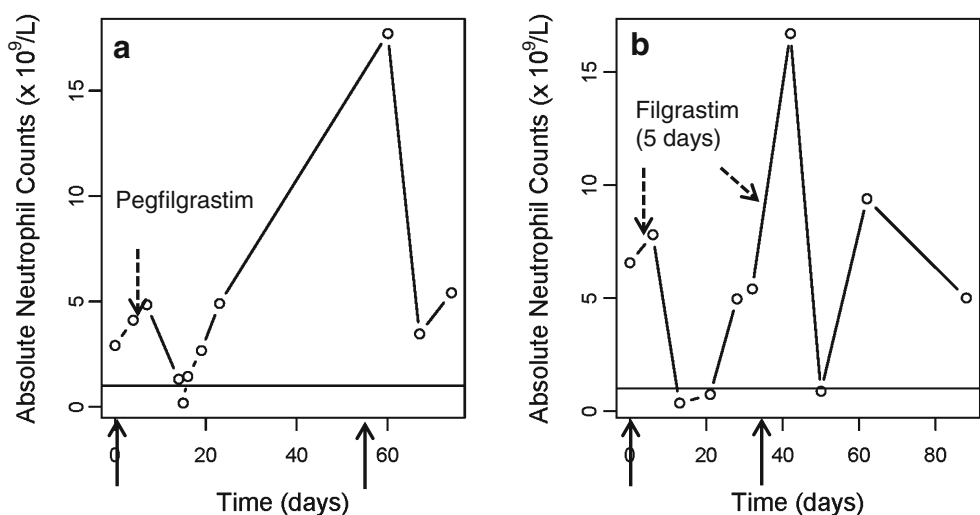 a
Absolute Neutrophil Counts (x 10⁹/L)
15
10
5
0
Pegfilgrastim
0 20 40 60
Time (days)
b
Absolute Neutrophil Counts (x 10⁹/L)
15
10
5
0
Filgrastim
(5 days)
0 20 40 60 80
Time (days)